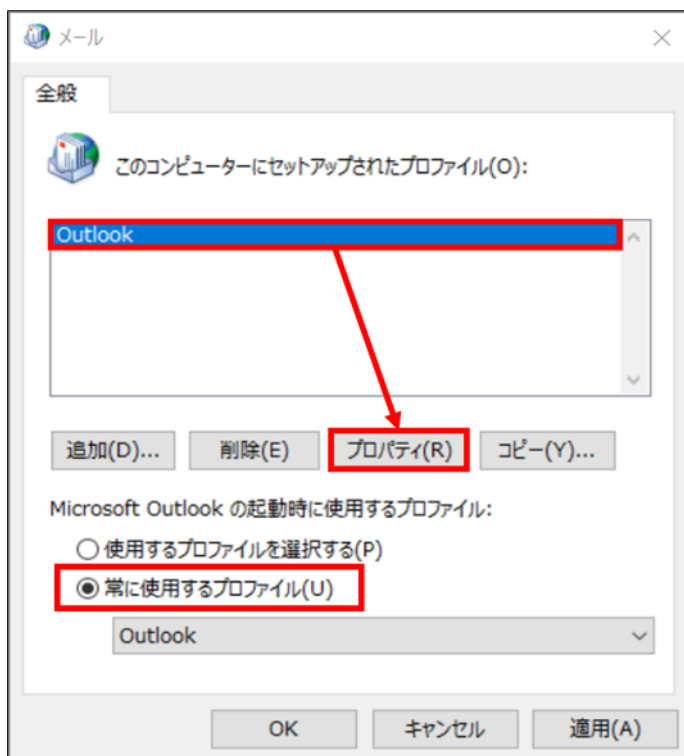 メール
全般
このコンピューターにセットアップされたプロファイル(O):
Outlook
追加(D)... 削除(E) プロパティ(R) コピー(Y)...
Microsoft Outlook の起動時に使用するプロファイル:
使用するプロファイルを選択する(P)
常に使用するプロファイル(U)
Outlook
OK キャンセル 適用(A)